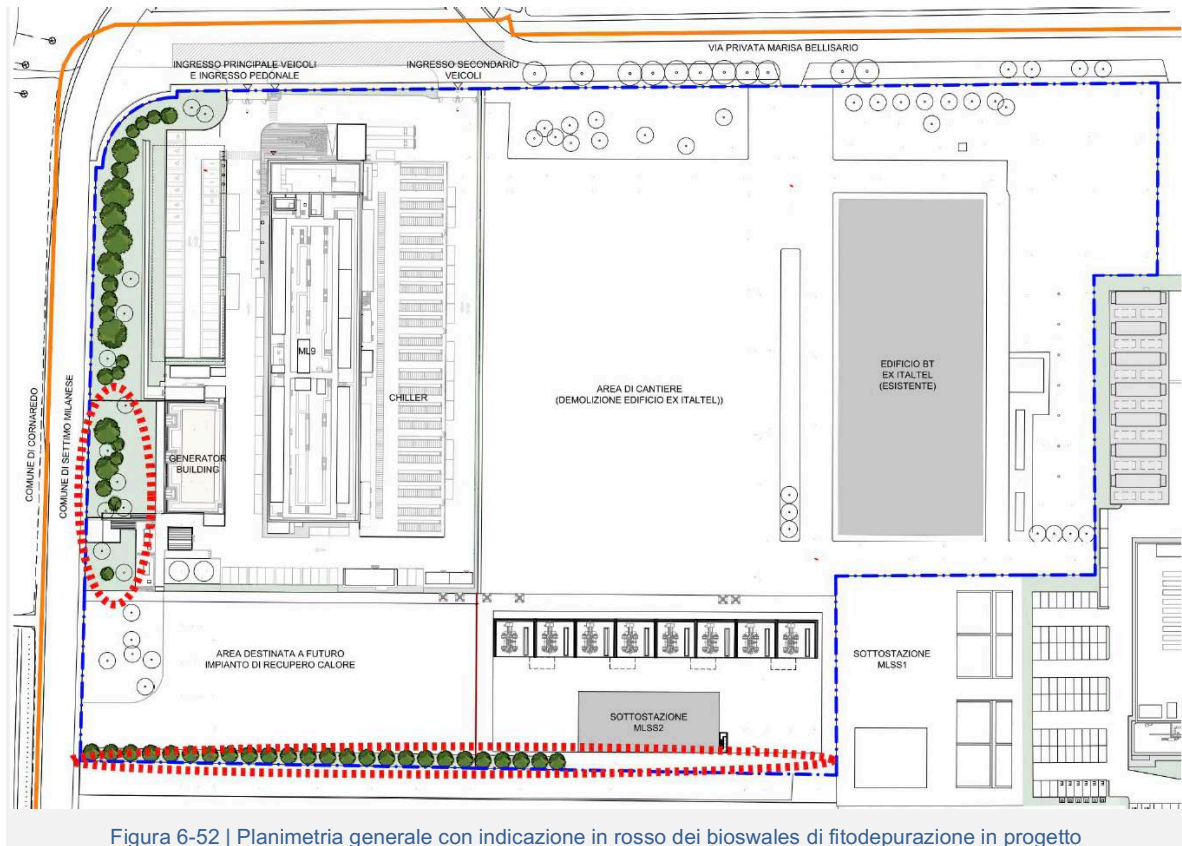 VIA PRIVATA MARISA BELLISARIO
INGRESSO PRINCIPALE VEICOLI
E INGRESSO PEDONALE
INGRESSO SECONDARIO
VEICOLI
COMUNE DI CORNAREDO
COMUNE DI SETTIMO MILANESE
ML9
CHILLER
GENERATOR
BUILDING
AREA DI CANTIERE
(DEMOLIZIONE EDIFICIO EX ITALTEL))
EDIFICIO BT
EX ITALTEL
(ESISTENTE)
AREA DESTINATA A FUTURO
IMPIANTO DI RECUPERO CALORE
SOTTOSTAZIONE
MLSS2
SOTTOSTAZIONE
MLSS1
Figura 6-52 | Planimetria generale con indicazione in rosso dei bioswales di fitodepurazione in progetto